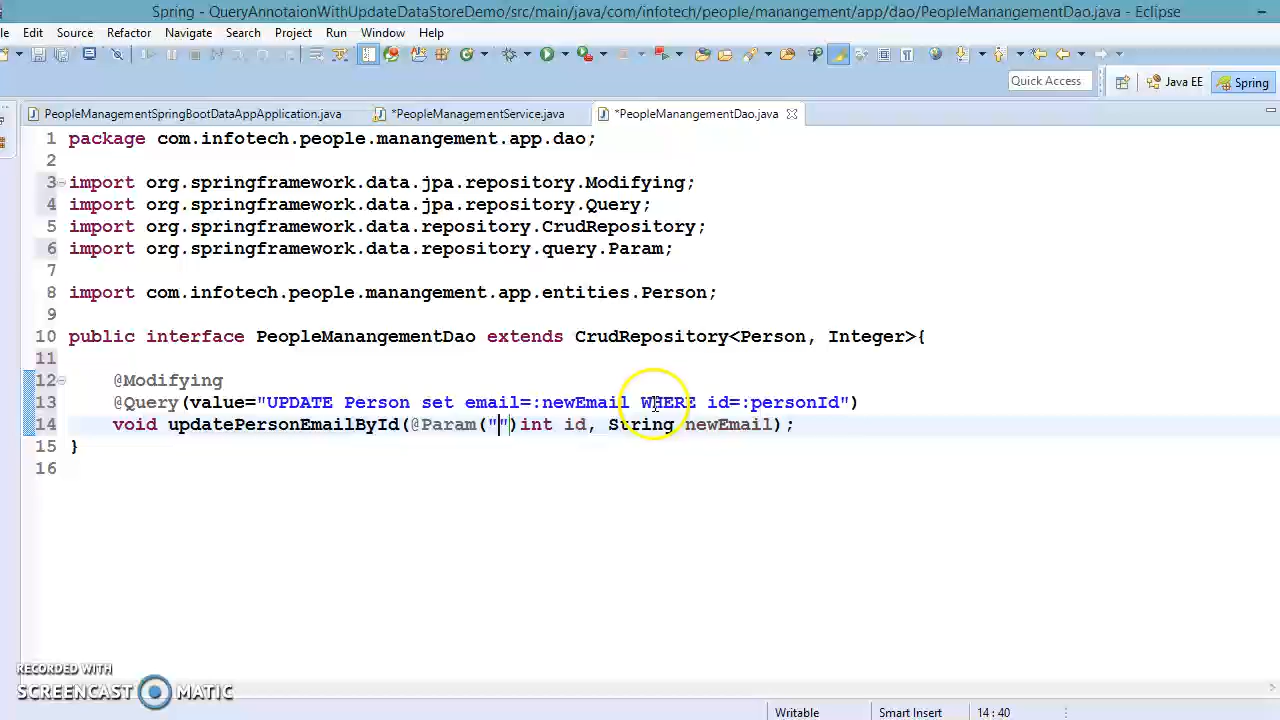 Spring - QueryAnnotaionWithUpdateDataStoreDemo/src/main/java/com/infotech/people/manangement/app/dao/PeopleManangementDao.java - Eclipse
le Edit Source Refactor Navigate Search Project Run Window Help
Quick Access Java EE Spring
PeopleManagementSpringBootDataAppApplication.java *PeopleManagementService.java *PeopleManangementDao.java
1 package com.infotech.people.manangement.app.dao;
2
3 import org.springframework.data.jpa.repository.Modifying;
4 import org.springframework.data.jpa.repository.Query;
5 import org.springframework.data.repository.CrudRepository;
6 import org.springframework.data.repository.query.Param;
7
8 import com.infotech.people.manangement.app.entities.Person;
9
10 public interface PeopleManangementDao extends CrudRepository<Person, Integer>{
11
12 @Modifying
13 @Query(value="UPDATE Person set email=:newEmail WHERE id=:personId")
14 void updatePersonEmailById(@Param("")int id, String newEmail);
15 }
16
RECORDED WITH
SCREENCAST MATIC
Writable Smart Insert 14:40